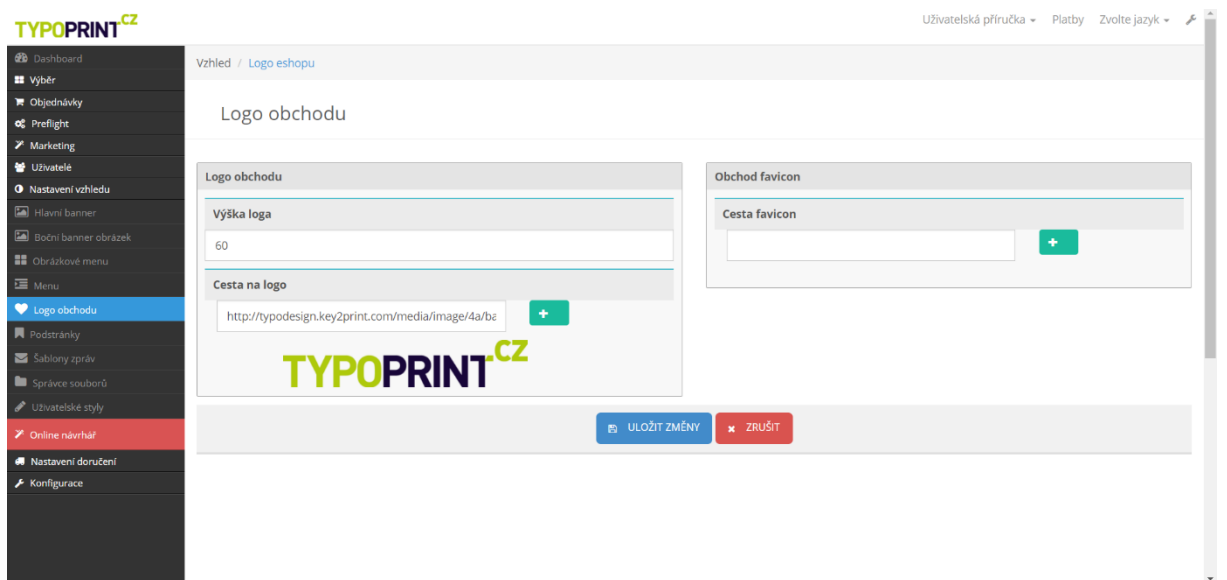 TYPOPRINT.CZ
Uživatelská příručka Platby Zvolte jazyk
Dashboard
Výběr
Objednávky
Preflight
Marketing
Uživatelé
Nastavení vzhledu
Hlavní banner
Boční banner obrázek
Obrázkové menu
Menu
Logo obchodu
Podstránky
Šablony zpráv
Správce souborů
Uživatelské styly
Online návrhář
Nastavení doručení
Konfigurace
Vzhled / Logo eshopu
Logo obchodu
Logo obchodu
Výška loga
60
Cesta na logo
http://typodesign.key2print.com/media/image/4a/ba
TYPOPRINT.CZ
Obchod favicon
Cesta favicon
ULOŽIT ZMĚNY ZRUŠIT